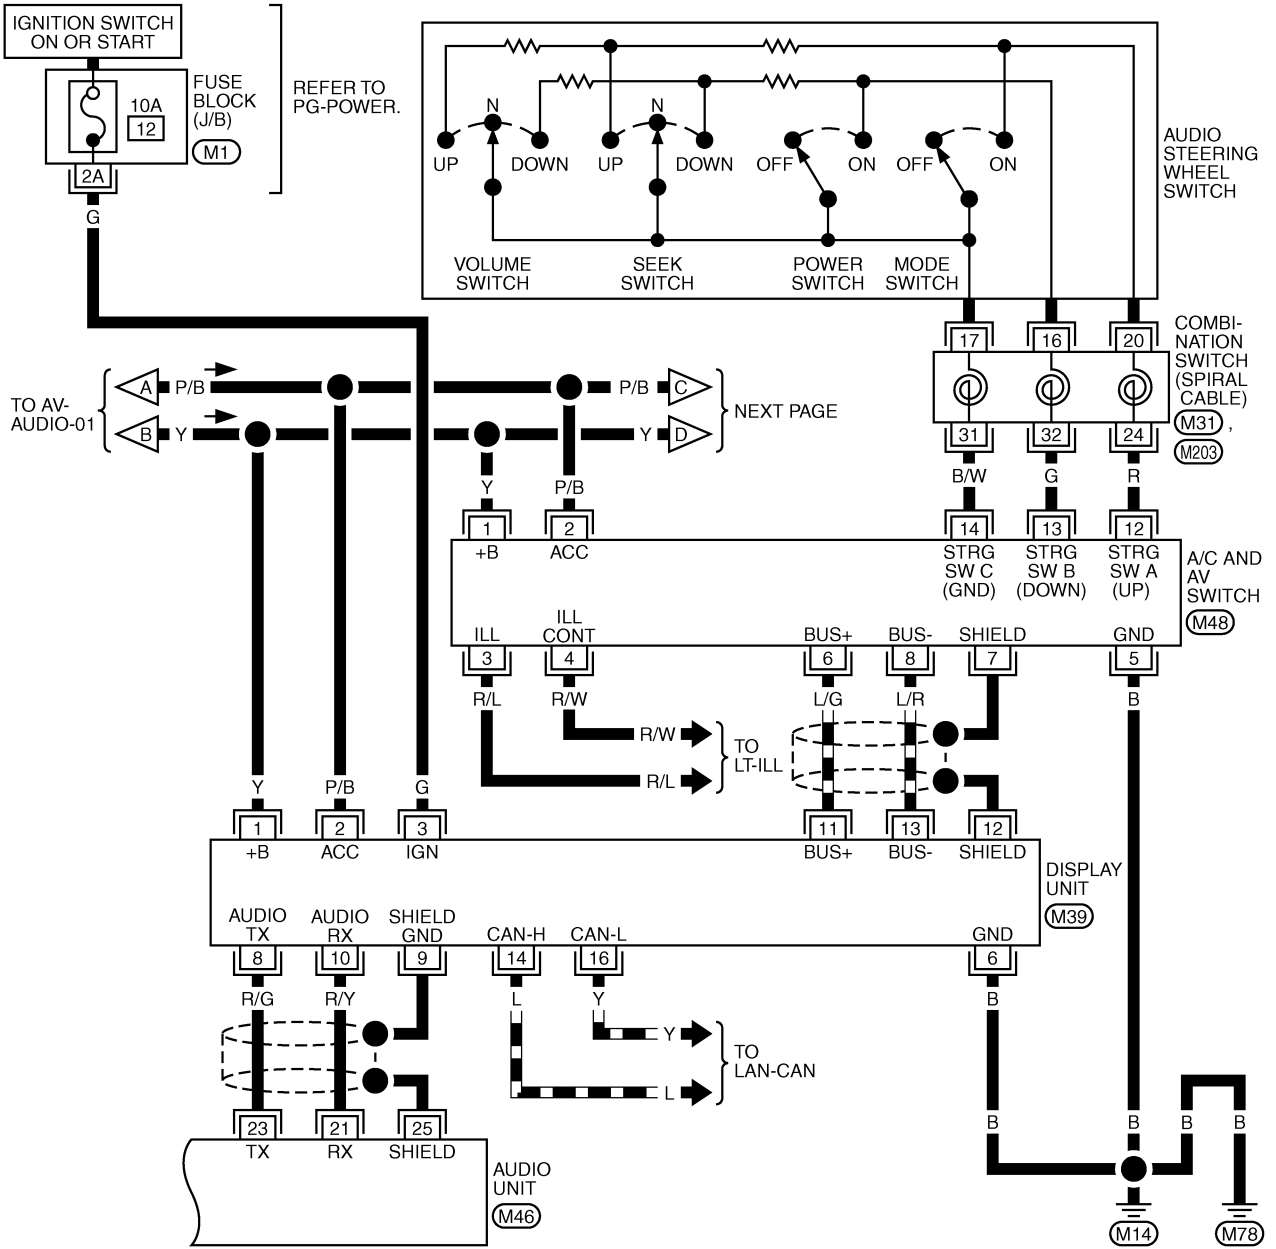 IGNITION SWITCH
ON OR START
FUSE
BLOCK
(J/B)
10A
12
M1
2A
REFER TO
PG-POWER.
G
N
N
UP
DOWN
UP
DOWN
OFF
ON
OFF
ON
VOLUME
SWITCH
SEEK
SWITCH
POWER
SWITCH
MODE
SWITCH
AUDIO
STEERING
WHEEL
SWITCH
17
16
20
COMBI-
NATION
SWITCH
(SPIRAL
CABLE)
M31 ,
M203
31
32
24
B/W
G
R
TO AV-
AUDIO-01
A
P/B
P/B
C
B
Y
Y
D
NEXT PAGE
Y
P/B
1
2
14
13
12
+B
ACC
STRG
SW C
(GND)
STRG
SW B
(DOWN)
STRG
SW A
(UP)
A/C AND
AV
SWITCH
M48
ILL
ILL
CONT
BUS+
BUS-
SHIELD
GND
3
4
6
8
7
5
R/L
R/W
L/G
L/R
B
R/W
R/L
TO
LT-ILL
Y
P/B
G
1
2
3
11
13
12
+B
ACC
IGN
BUS+
BUS-
SHIELD
DISPLAY
UNIT
M39
AUDIO
TX
AUDIO
RX
SHIELD
GND
CAN-H
CAN-L
GND
8
10
9
14
16
6
R/G
R/Y
L
Y
B
Y
L
TO
LAN-CAN
23
21
25
TX
RX
SHIELD
AUDIO
UNIT
M46
B
B
B
B
M14
M78